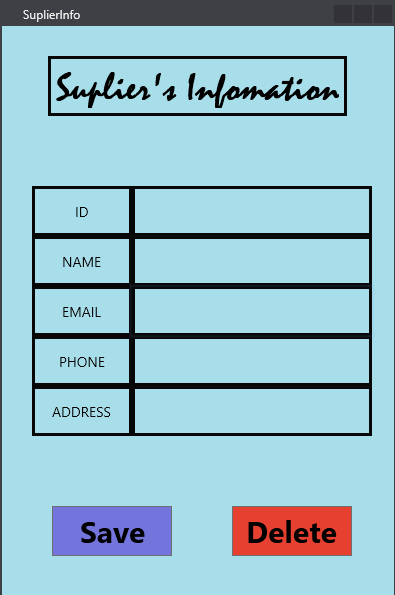 SuplierInfo
Suplier's Infomation
ID
NAME
EMAIL
PHONE
ADDRESS
Save
Delete